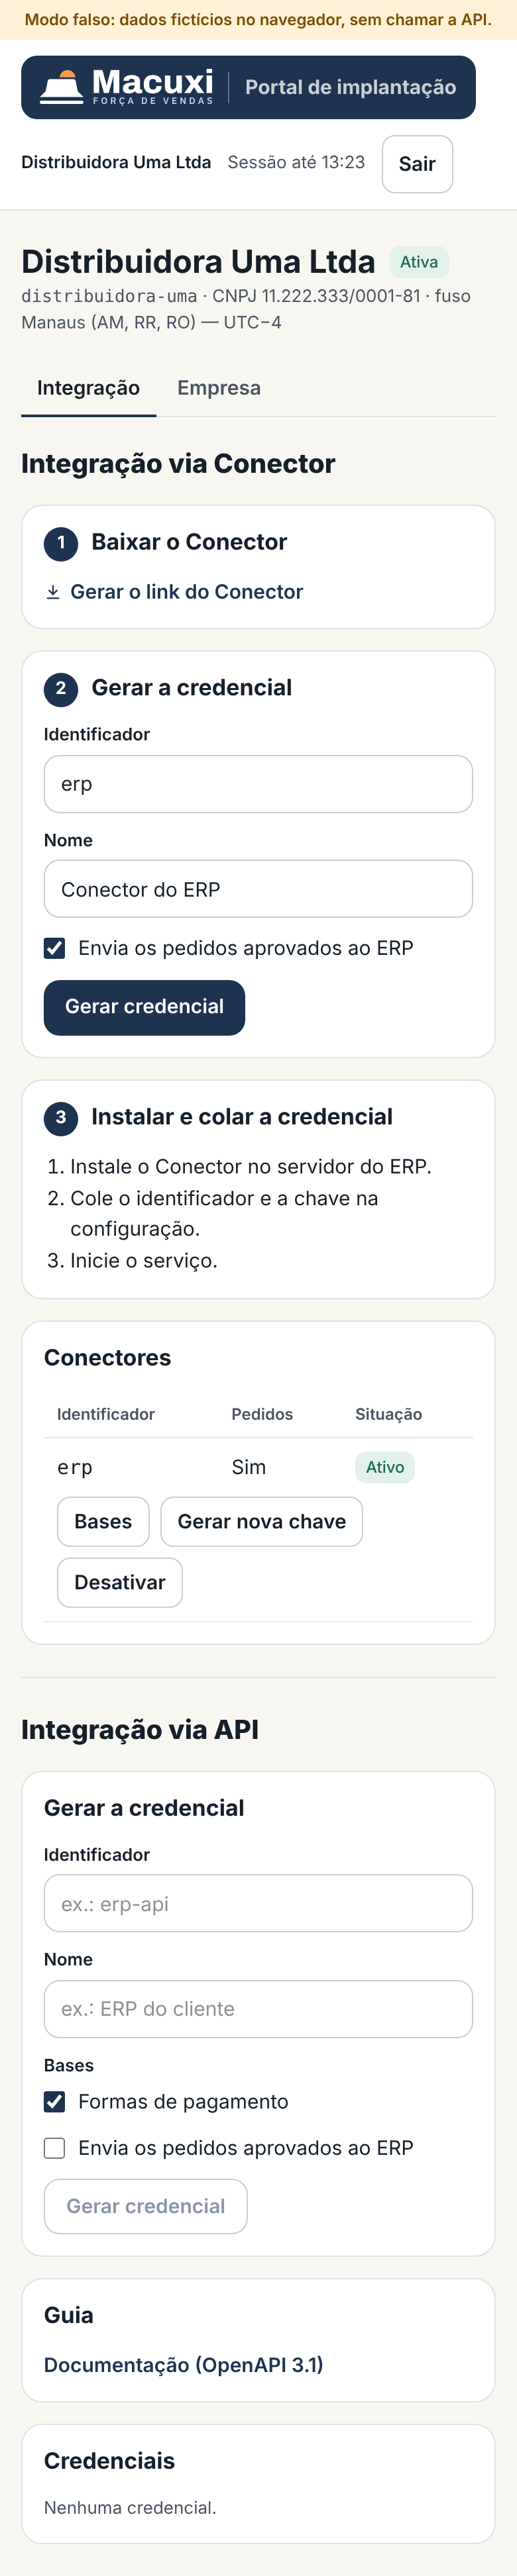 Modo falso: dados fictícios no navegador, sem chamar a API.
Macuxi
FORÇA DE VENDAS
Portal de implantação
Distribuidora Uma Ltda Sessão até 13:23 Sair
Distribuidora Uma Ltda Ativa
distribuidora-uma · CNPJ 11.222.333/0001-81 · fuso
Manaus (AM, RR, RO) — UTC−4
Integração Empresa
Integração via Conector
1 Baixar o Conector
Gerar o link do Conector
2 Gerar a credencial
Identificador
erp
Nome
Conector do ERP
Envia os pedidos aprovados ao ERP
Gerar credencial
3 Instalar e colar a credencial
1. Instale o Conector no servidor do ERP.
2. Cole o identificador e a chave na
configuração.
3. Inicie o serviço.
Conectores
Identificador Pedidos Situação
erp Sim Ativo
Bases Gerar nova chave
Desativar
Integração via API
Gerar a credencial
Identificador
ex.: erp-api
Nome
ex.: ERP do cliente
Bases
Formas de pagamento
Envia os pedidos aprovados ao ERP
Gerar credencial
Guia
Documentação (OpenAPI 3.1)
Credenciais
Nenhuma credencial.